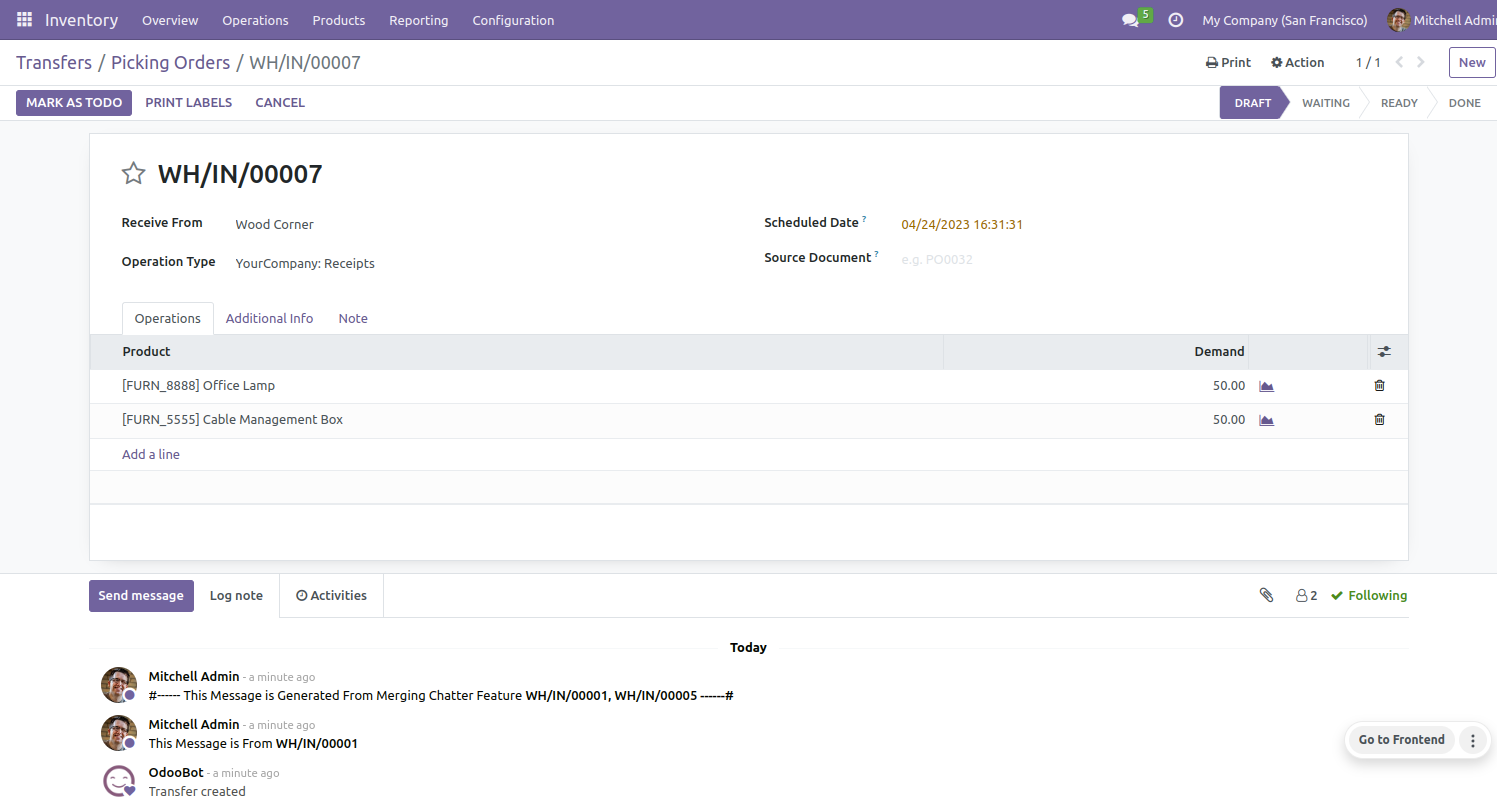 Inventory Overview Operations Products Reporting Configuration 5 My Company (San Francisco) Mitchell Admi
Transfers / Picking Orders / WH/IN/00007 Print Action 1 / 1 New
MARK AS TODO PRINT LABELS CANCEL DRAFT WAITING READY DONE
WH/IN/00007
Receive From Wood Corner Scheduled Date ? 04/24/2023 16:31:31
Operation Type YourCompany: Receipts Source Document ? e.g. PO0032
Operations Additional Info Note
Product Demand
[FURN_8888] Office Lamp 50.00
[FURN_5555] Cable Management Box 50.00
Add a line
Send message Log note Activities 2 Following
Today
Mitchell Admin - a minute ago
#------ This Message is Generated From Merging Chatter Feature WH/IN/00001, WH/IN/00005 ------#
Mitchell Admin - a minute ago
This Message is From WH/IN/00001
Go to Frontend
OdooBot - a minute ago
Transfer created